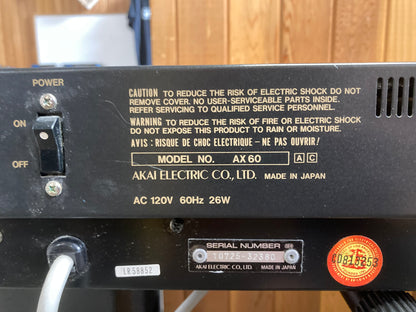 POWER
ON
OFF
CAUTION TO REDUCE THE RISK OF ELECTRIC SHOCK DO NOT
REMOVE COVER. NO USER-SERVICEABLE PARTS INSIDE.
REFER SERVICING TO QUALIFIED SERVICE PERSONNEL.
WARNING TO REDUCE THE RISK OF FIRE OR ELECTRIC SHOCK
DO NOT EXPOSE THIS PRODUCT TO RAIN OR MOISTURE.
AVIS : RISQUE DE CHOC ELECTRIQUE - NE PAS OUVRIR!
MODEL NO. AX 60 A C
AKAI ELECTRIC CO., LTD. MADE IN JAPAN
AC 120V 60Hz 26W
SERIAL NUMBER
10725-32380
AKAI ELECTRIC CO., LTD. MADE IN JAPAN
LR 58852